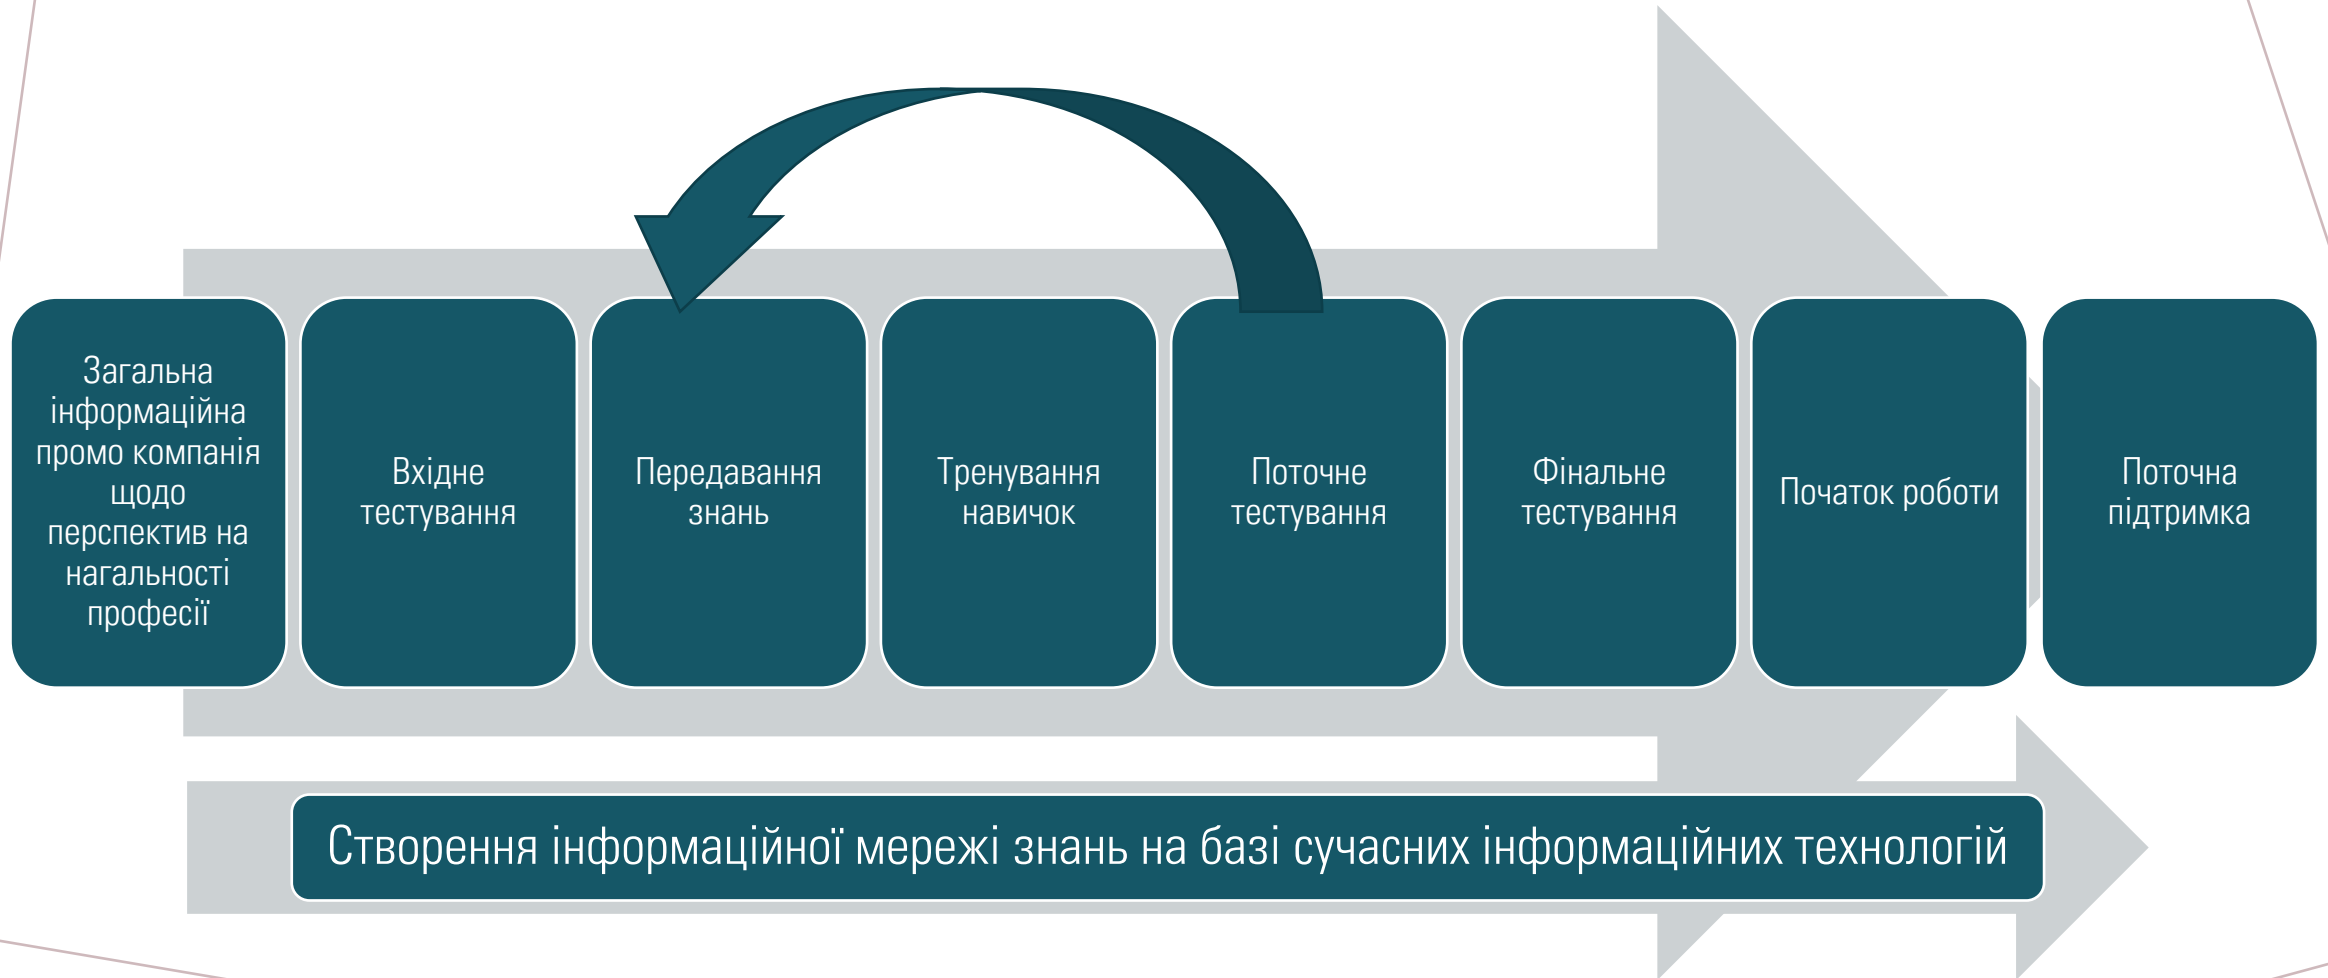 Загальна
інформаційна
промо компанія
щодо
перспектив на
нагальності
професії
Вхідне
тестування
Передавання
знань
Тренування
навичок
Поточне
тестування
Фінальне
тестування
Початок роботи
Поточна
підтримка
Створення інформаційної мережі знань на базі сучасних інформаційних технологій